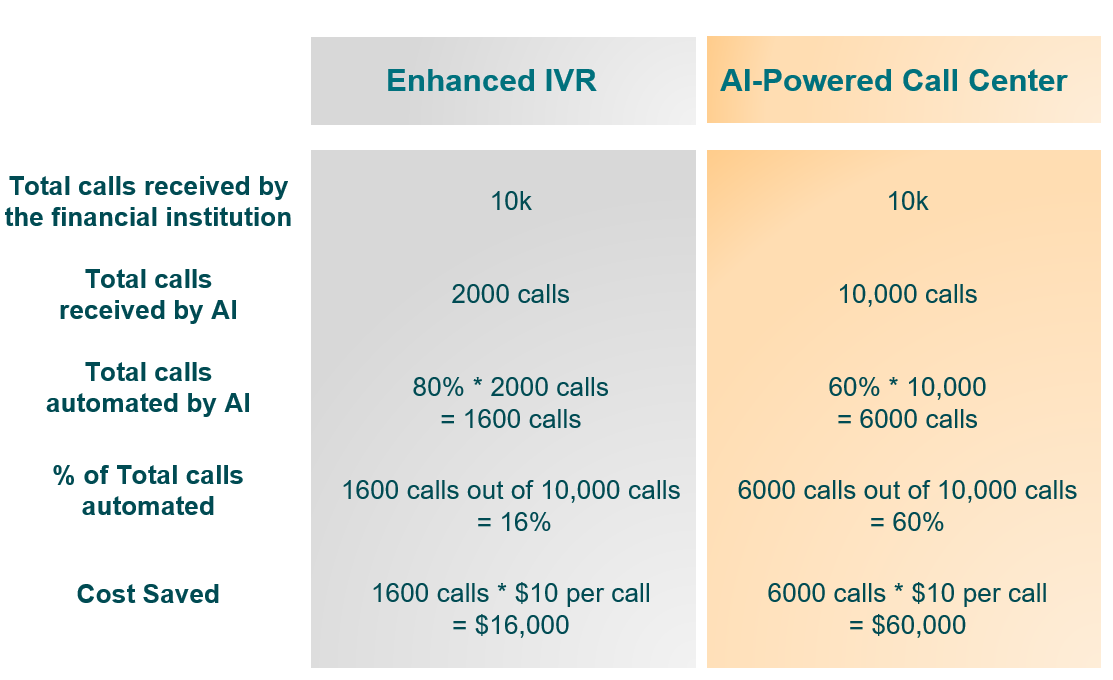 Enhanced IVR
AI-Powered Call Center
Total calls received by
the financial institution
10k
10k
Total calls
received by AI
2000 calls
10,000 calls
Total calls
automated by AI
80% * 2000 calls
= 1600 calls
60% * 10,000
= 6000 calls
% of Total calls
automated
1600 calls out of 10,000 calls
= 16%
6000 calls out of 10,000 calls
= 60%
Cost Saved
1600 calls * $10 per call
= $16,000
6000 calls * $10 per call
= $60,000